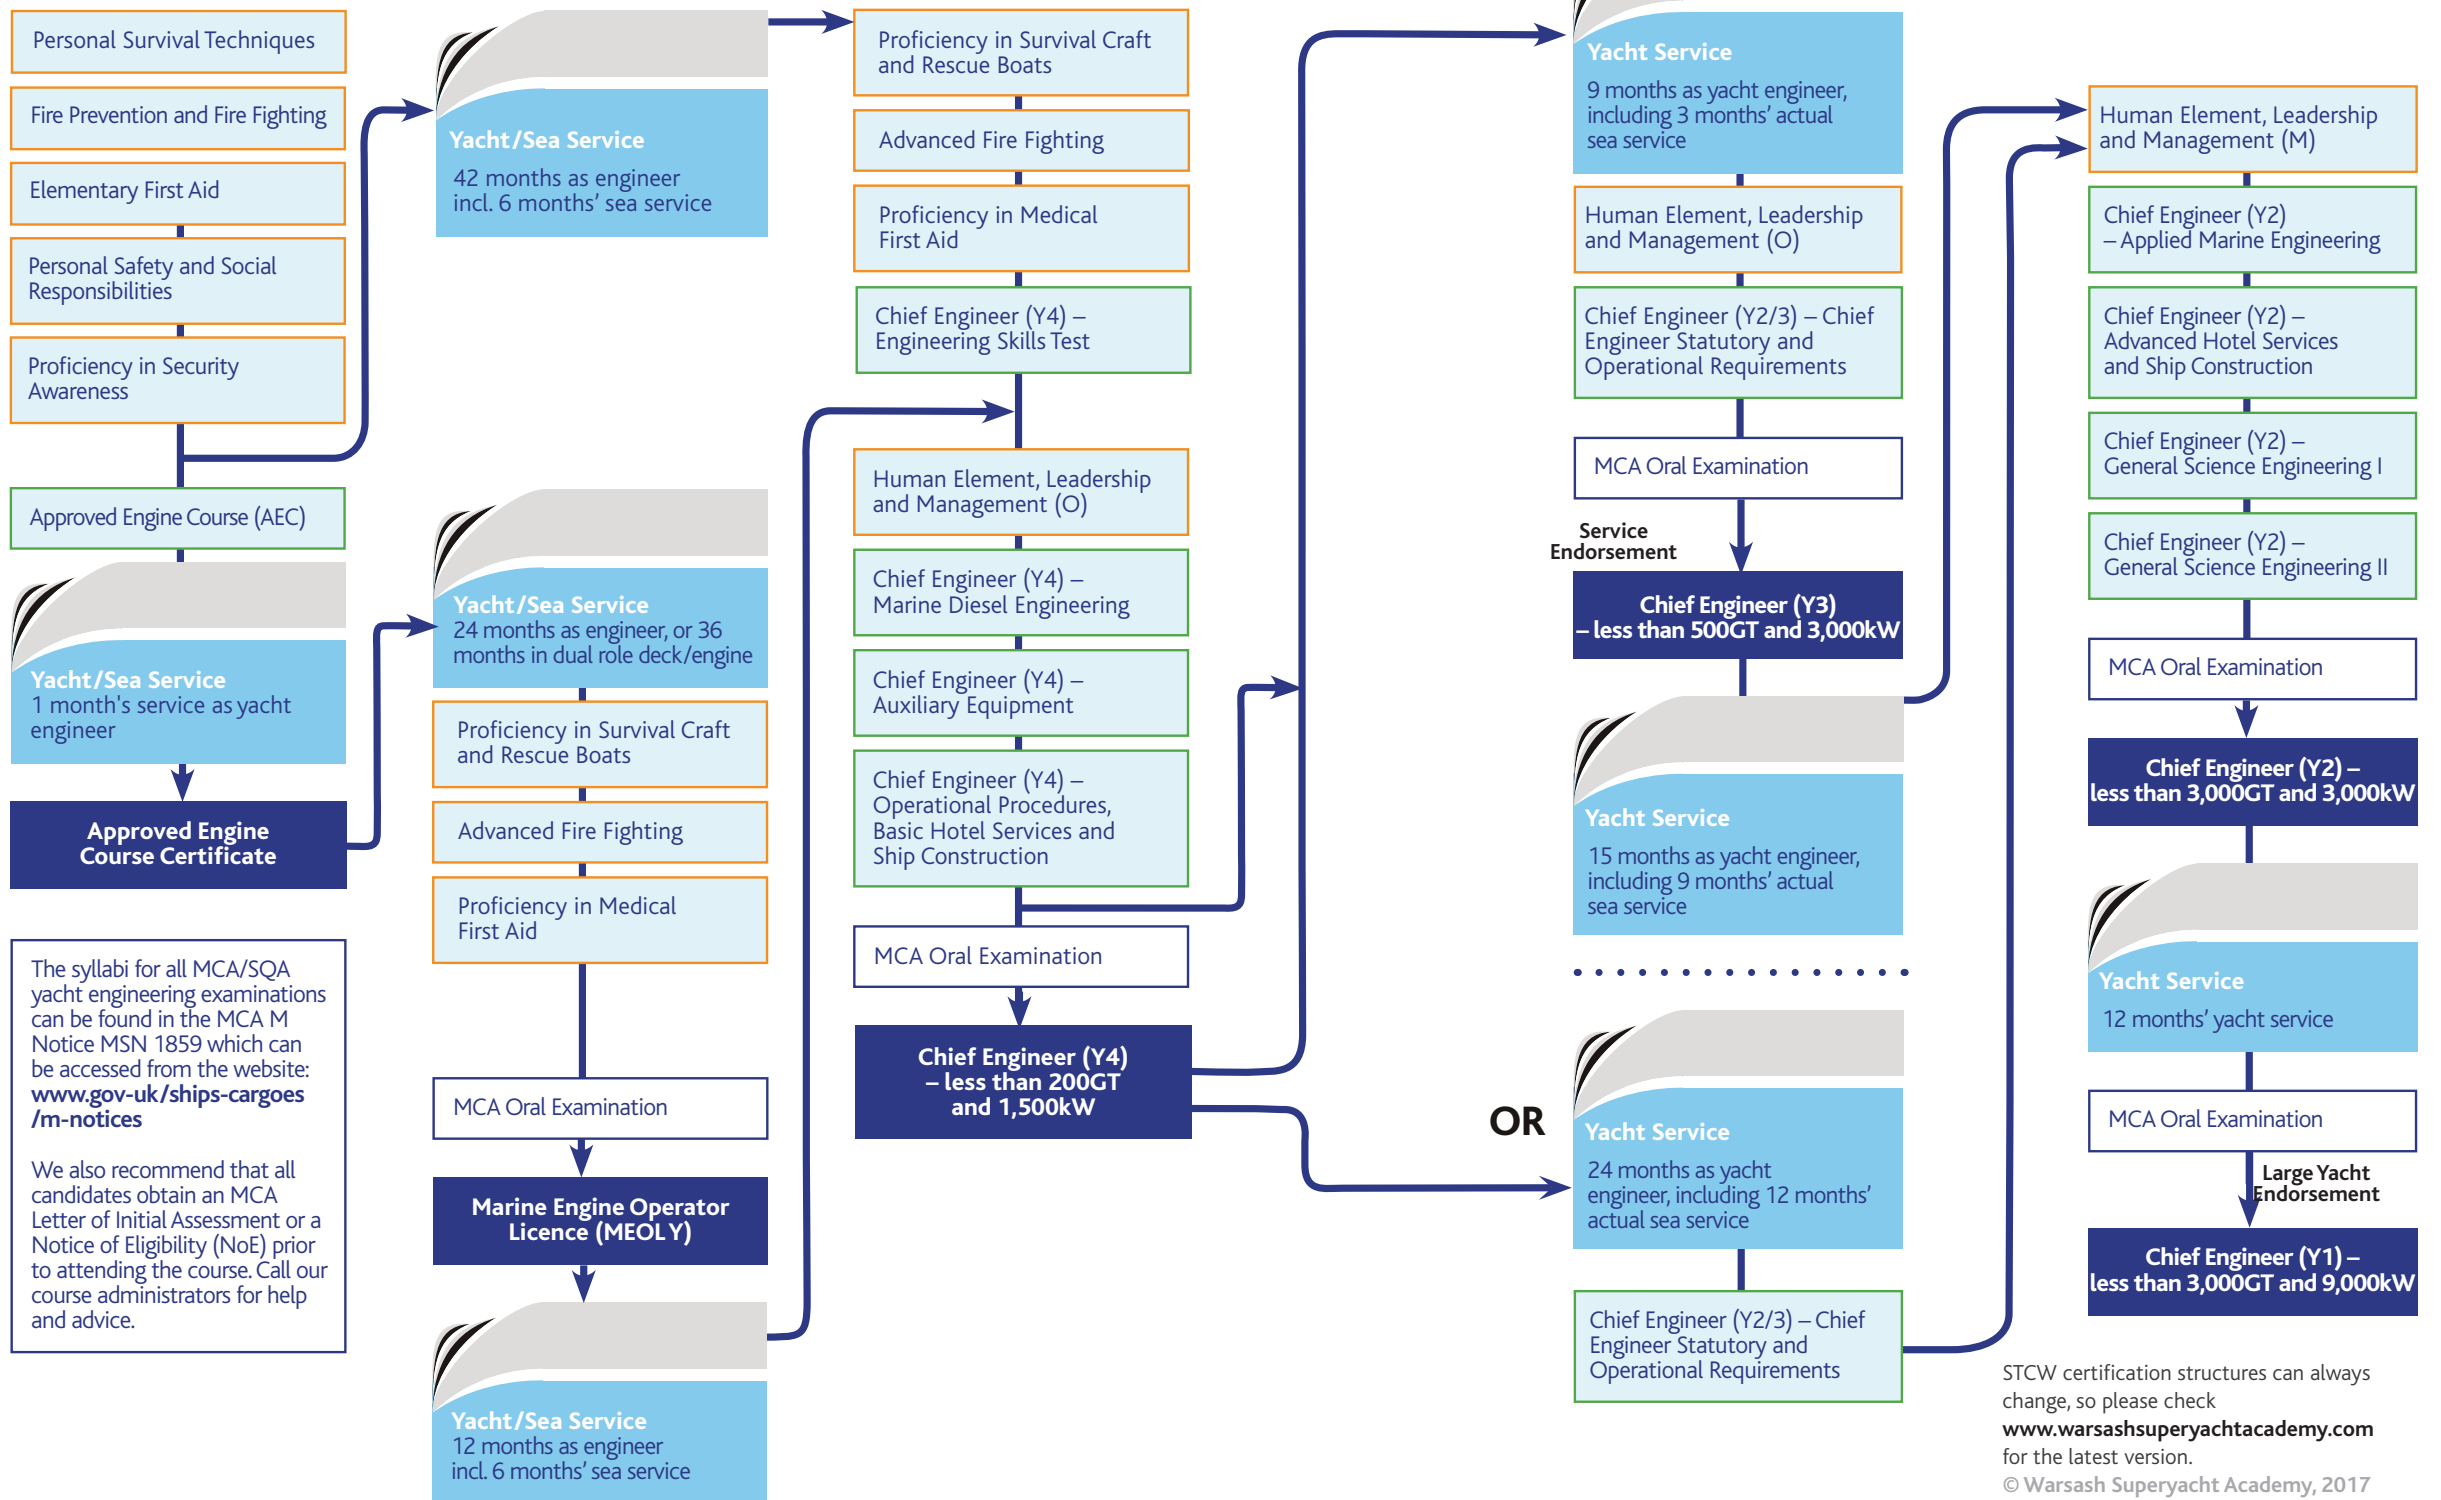 Personal Survival Techniques
Fire Prevention and Fire Fighting
Elementary First Aid
Personal Safety and Social
Responsibilities
Proficiency in Security
Awareness
Approved Engine Course (AEC)
Yacht/Sea Service
1 month's service as yacht
engineer
Approved Engine
Course Certificate
The syllabi for all MCA/SQA
yacht engineering examinations
can be found in the MCA M
Notice MSN 1859 which can
be accessed from the website:
www.gov-uk/ships-cargoes
/m-notices
We also recommend that all
candidates obtain an MCA
Letter of Initial Assessment or a
Notice of Eligibility (NoE) prior
to attending the course. Call our
course administrators for help
and advice.
Yacht/Sea Service
42 months as engineer
incl. 6 months’ sea service
Yacht/Sea Service
24 months as engineer, or 36
months in dual role deck/engine
Proficiency in Survival Craft
and Rescue Boats
Advanced Fire Fighting
Proficiency in Medical
First Aid
MCA Oral Examination
Marine Engine Operator
Licence (MEOL Y)
Yacht/Sea Service
12 months as engineer
incl. 6 months’ sea service
Proficiency in Survival Craft
and Rescue Boats
Advanced Fire Fighting
Proficiency in Medical
First Aid
Chief Engineer (Y4) –
Engineering Skills Test
Human Element, Leadership
and Management (O)
Chief Engineer (Y4) –
Marine Diesel Engineering
Chief Engineer (Y4) –
Auxiliary Equipment
Chief Engineer (Y4) –
Operational Procedures,
Basic Hotel Services and
Ship Construction
MCA Oral Examination
Chief Engineer (Y4)
– less than 200GT
and 1,500kW
Yacht Service
9 months as yacht engineer,
including 3 months’ actual
sea service
Human Element, Leadership
and Management (O)
Chief Engineer (Y2/3) – Chief
Engineer Statutory and
Operational Requirements
MCA Oral Examination
Service
Endorsement
Chief Engineer (Y3)
– less than 500GT and 3,000kW
Yacht Service
15 months as yacht engineer,
including 9 months’ actual
sea service
OR
Yacht Service
24 months as yacht
engineer, including 12 months’
actual sea service
Chief Engineer (Y2/3) – Chief
Engineer Statutory and
Operational Requirements
Human Element, Leadership
and Management (M)
Chief Engineer (Y2)
– Applied Marine Engineering
Chief Engineer (Y2) –
Advanced Hotel Services
and Ship Construction
Chief Engineer (Y2) –
General Science Engineering I
Chief Engineer (Y2) –
General Science Engineering II
MCA Oral Examination
Chief Engineer (Y2) –
less than 3,000GT and 3,000kW
Yacht Service
12 months’ yacht service
MCA Oral Examination
Large Yacht
Endorsement
Chief Engineer (Y1) –
less than 3,000GT and 9,000kW
STCW certification structures can always
change, so please check
www.warsashsuperyachtacademy.com
for the latest version.
© Warsash Superyacht Academy, 2017